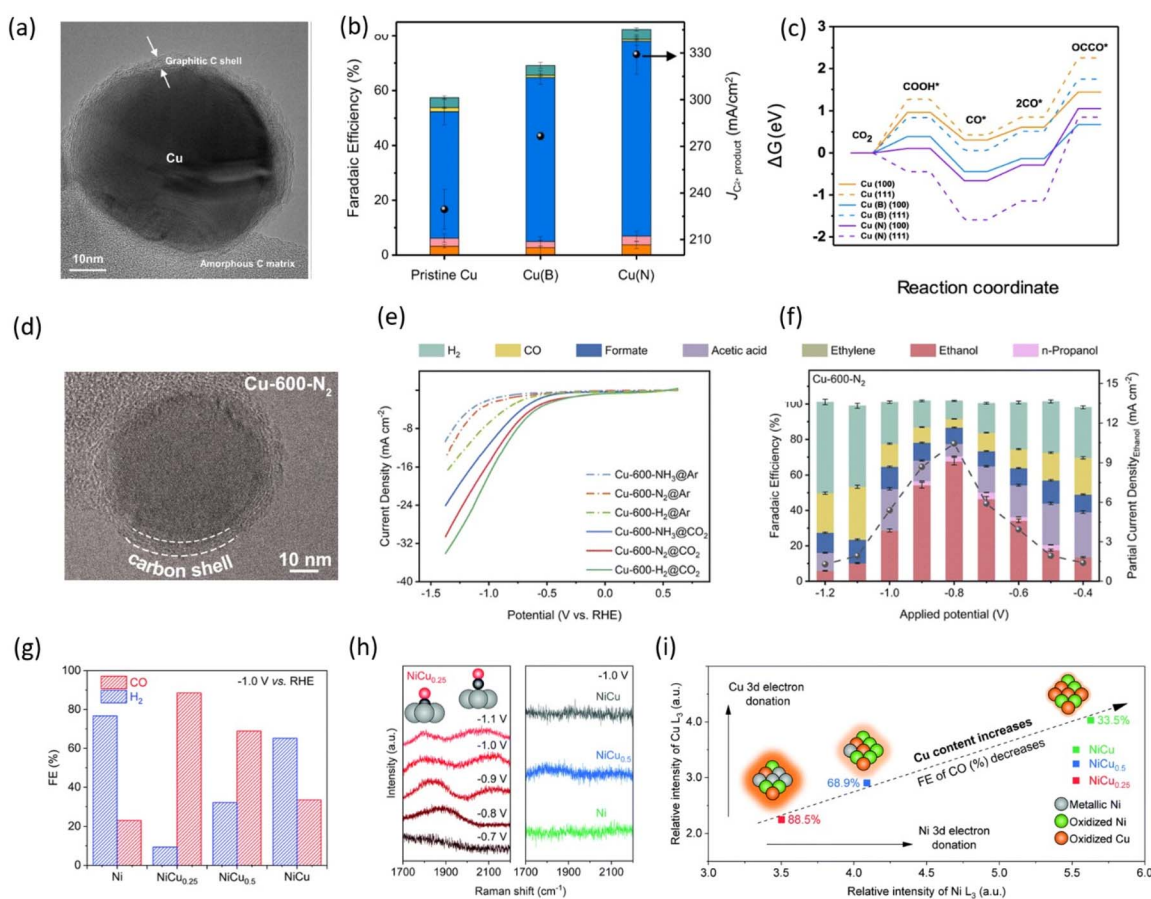 (a)
Graphitic C shell
Cu
10nm
Amorphous C matrix
(b)
80
60
40
20
0
Faradaic Efficiency (%)
Pristine Cu
Cu(B)
Cu(N)
330
300
270
240
210
J C2+ product (mA/cm²)
(c)
3
2
1
0
-1
-2
ΔG(eV)
CO₂
COOH*
CO*
2CO*
OCCO*
Cu (100)
Cu (111)
Cu (B) (100)
Cu (B) (111)
Cu (N) (100)
Cu (N) (111)
Reaction coordinate
(d)
Cu-600-N₂
carbon shell
10 nm
(e)
H₂ CO Formate Acetic acid Ethylene Ethanol n-Propanol
-8
-16
-24
-32
-40
Current Density (mA cm⁻²)
Cu-600-NH₃@Ar
Cu-600-N₂@Ar
Cu-600-H₂@Ar
Cu-600-NH₃@CO₂
Cu-600-N₂@CO₂
Cu-600-H₂@CO₂
-1.5 -1.0 -0.5 0.0 0.5
Potential (V vs. RHE)
(f)
Cu-600-N₂
100
80
60
40
20
0
Faradaic Efficiency (%)
15
12
9
6
3
0
Partial Current Density Ethanol (mA cm⁻²)
-1.2 -1.1 -1.0 -0.9 -0.8 -0.7 -0.6 -0.5 -0.4
Applied potential (V)
(g)
100
80
60
40
20
0
FE (%)
CO
H₂
-1.0 V vs. RHE
Ni NiCu₀.₂₅ NiCu₀.₅ NiCu
(h)
Intensity (a.u.)
NiCu₀.₂₅
-1.1 V
-1.0 V
-0.9 V
-0.8 V
-0.7 V
-1.0 V
NiCu
NiCu₀.₅
Ni
1700 1900 2100 1700 1900 2100
Raman shift (cm⁻¹)
(i)
Relative intensity of Cu L₃ (a.u.)
4.0
3.0
2.0
Cu 3d electron
donation
Cu content increases
FE of CO (%) decreases
33.5%
68.9%
88.5%
NiCu
NiCu₀.₅
NiCu₀.₂₅
Metallic Ni
Oxidized Ni
Oxidized Cu
Ni 3d electron
donation
3.0 3.5 4.0 4.5 5.0 5.5 6.0
Relative intensity of Ni L₃ (a.u.)